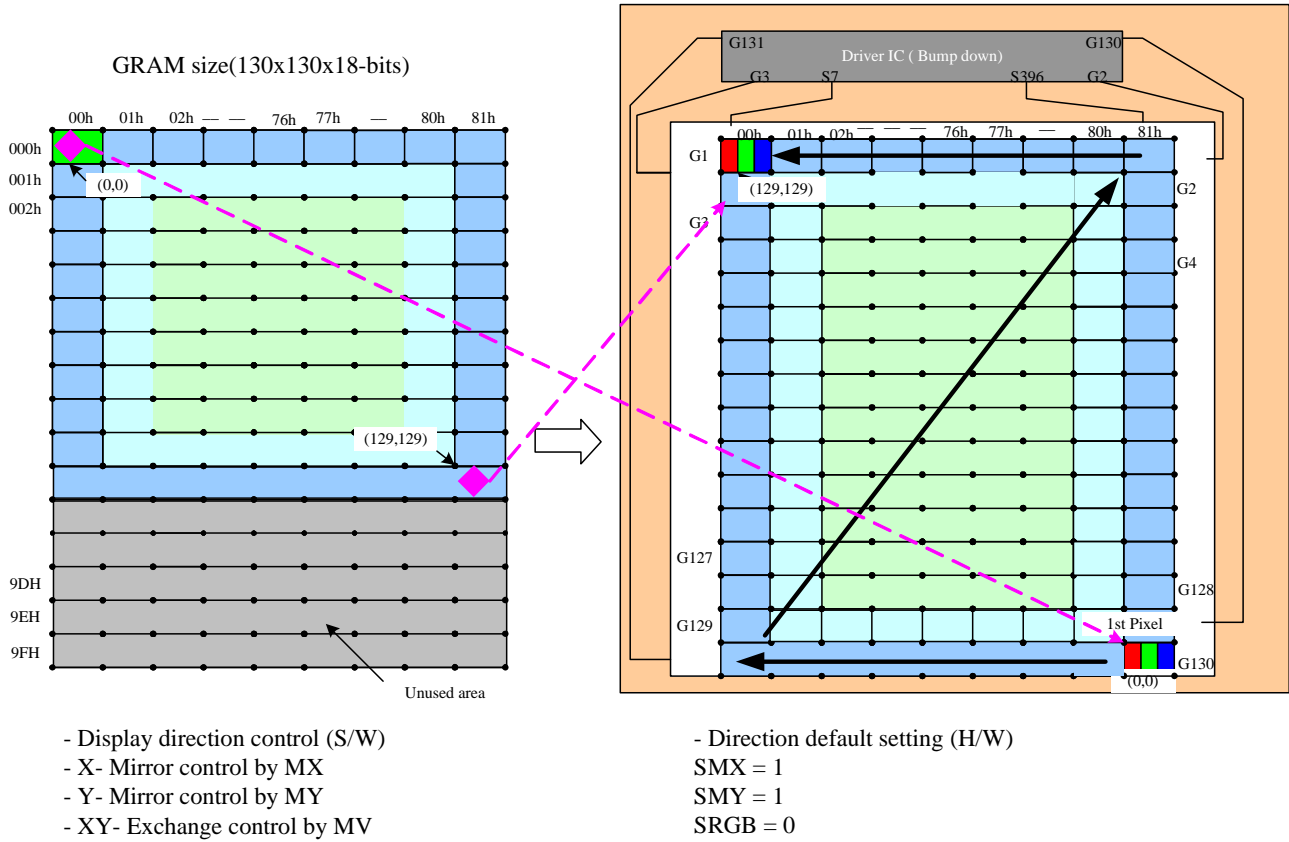 GRAM size(130x130x18-bits)
00h 01h 02h — — 76h 77h — 80h 81h
000h
001h
002h
(0,0)
(129,129)
9DH
9EH
9FH
Unused area
G131 G130
Driver IC ( Bump down)
G3 S7 S396 G2
00h 01h 02h — — — 76h 77h — 80h 81h
G1
(129,129)
G2
G3
G4
G127
G128
G129
1st Pixel
G130
(0,0)
- Display direction control (S/W)
- X- Mirror control by MX
- Y- Mirror control by MY
- XY- Exchange control by MV
- Direction default setting (H/W)
SMX = 1
SMY = 1
SRGB = 0